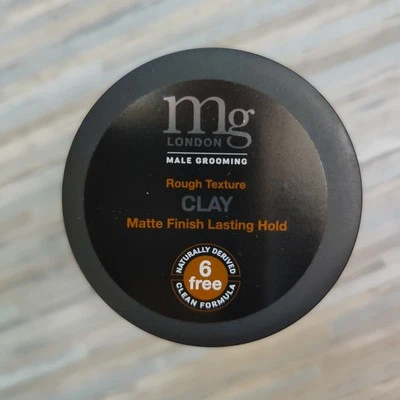 mg
LONDON
MALE GROOMING
Rough Texture
CLAY
Matte Finish Lasting Hold
NATURALLY DERIVED
6
free
CLEAN FORMULA